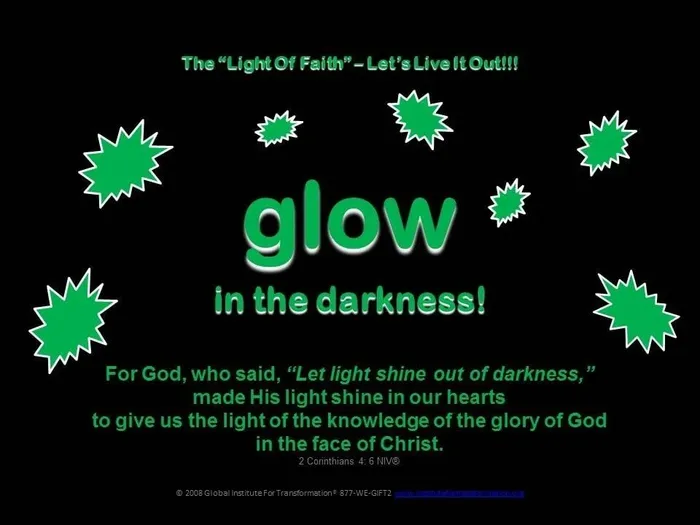 The “Light Of Faith” – Let’s Live It Out!!!
glow
in the darkness!
For God, who said, “Let light shine out of darkness,”
made His light shine in our hearts
to give us the light of the knowledge of the glory of God
in the face of Christ.
2 Corinthians 4: 6 NIV®
© 2008 Global Institute For Transformation® 877-WE-GIFT2